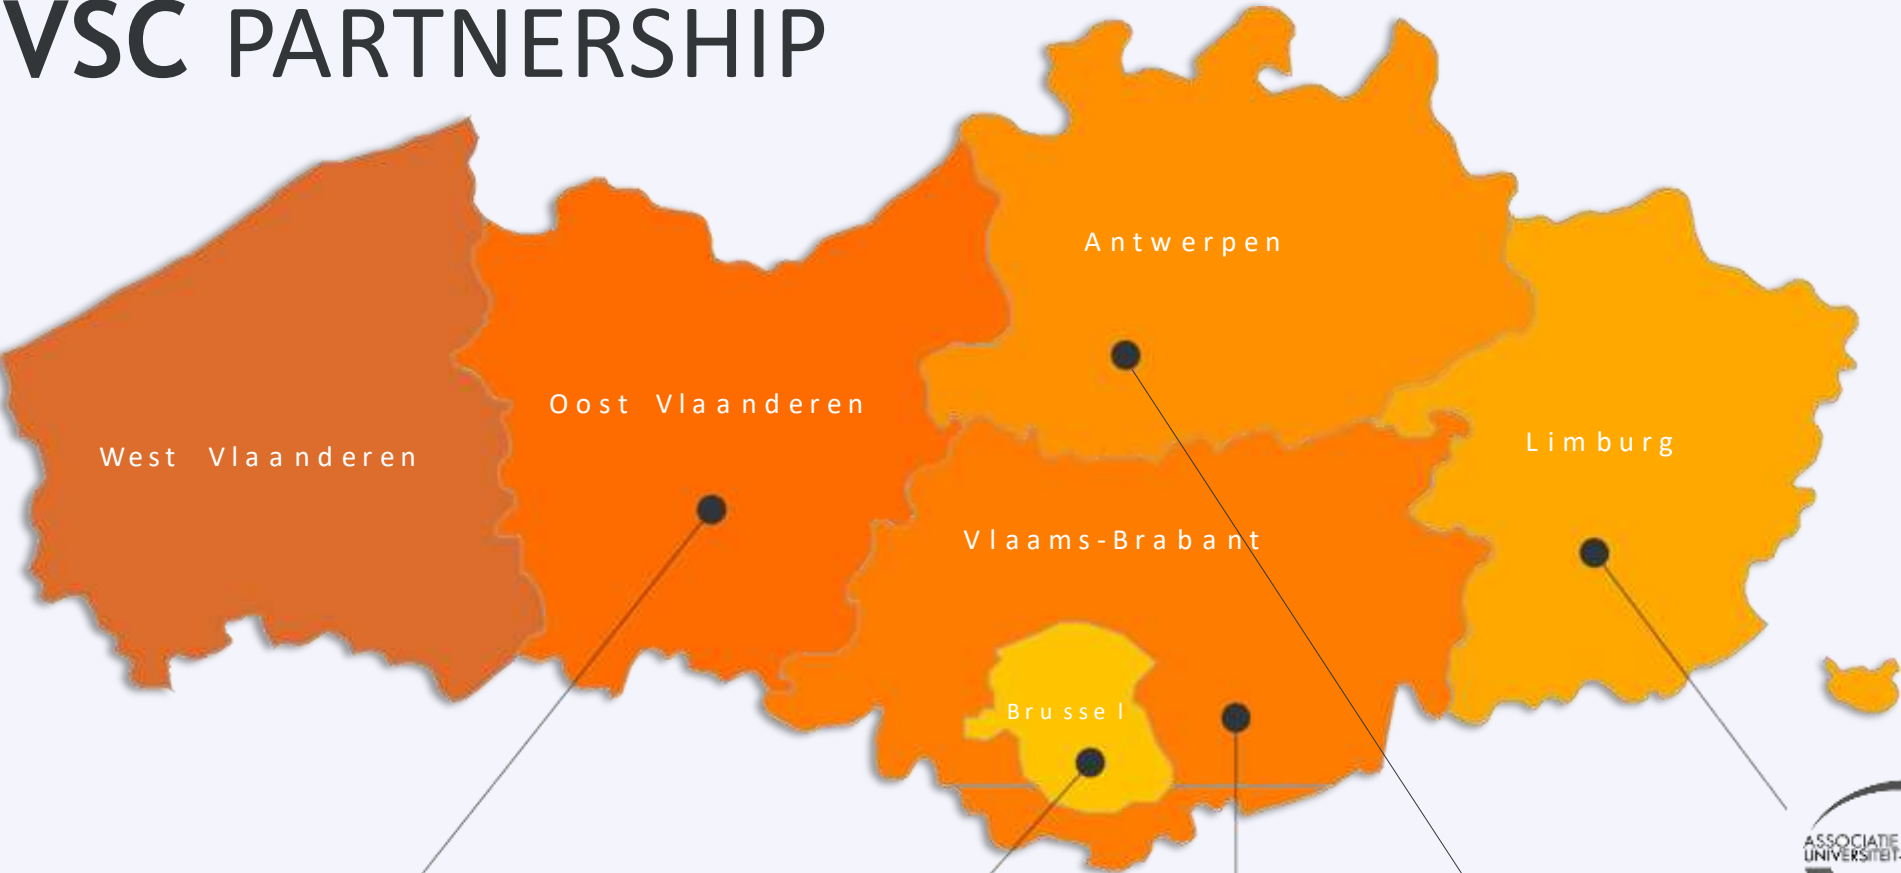 VSC PARTNERSHIP
Antwerpen
Oost Vlaanderen
Limburg
West Vlaanderen
Vlaams-Brabant
Brussel
ASSOCIATIE
UNIVERSITEIT-